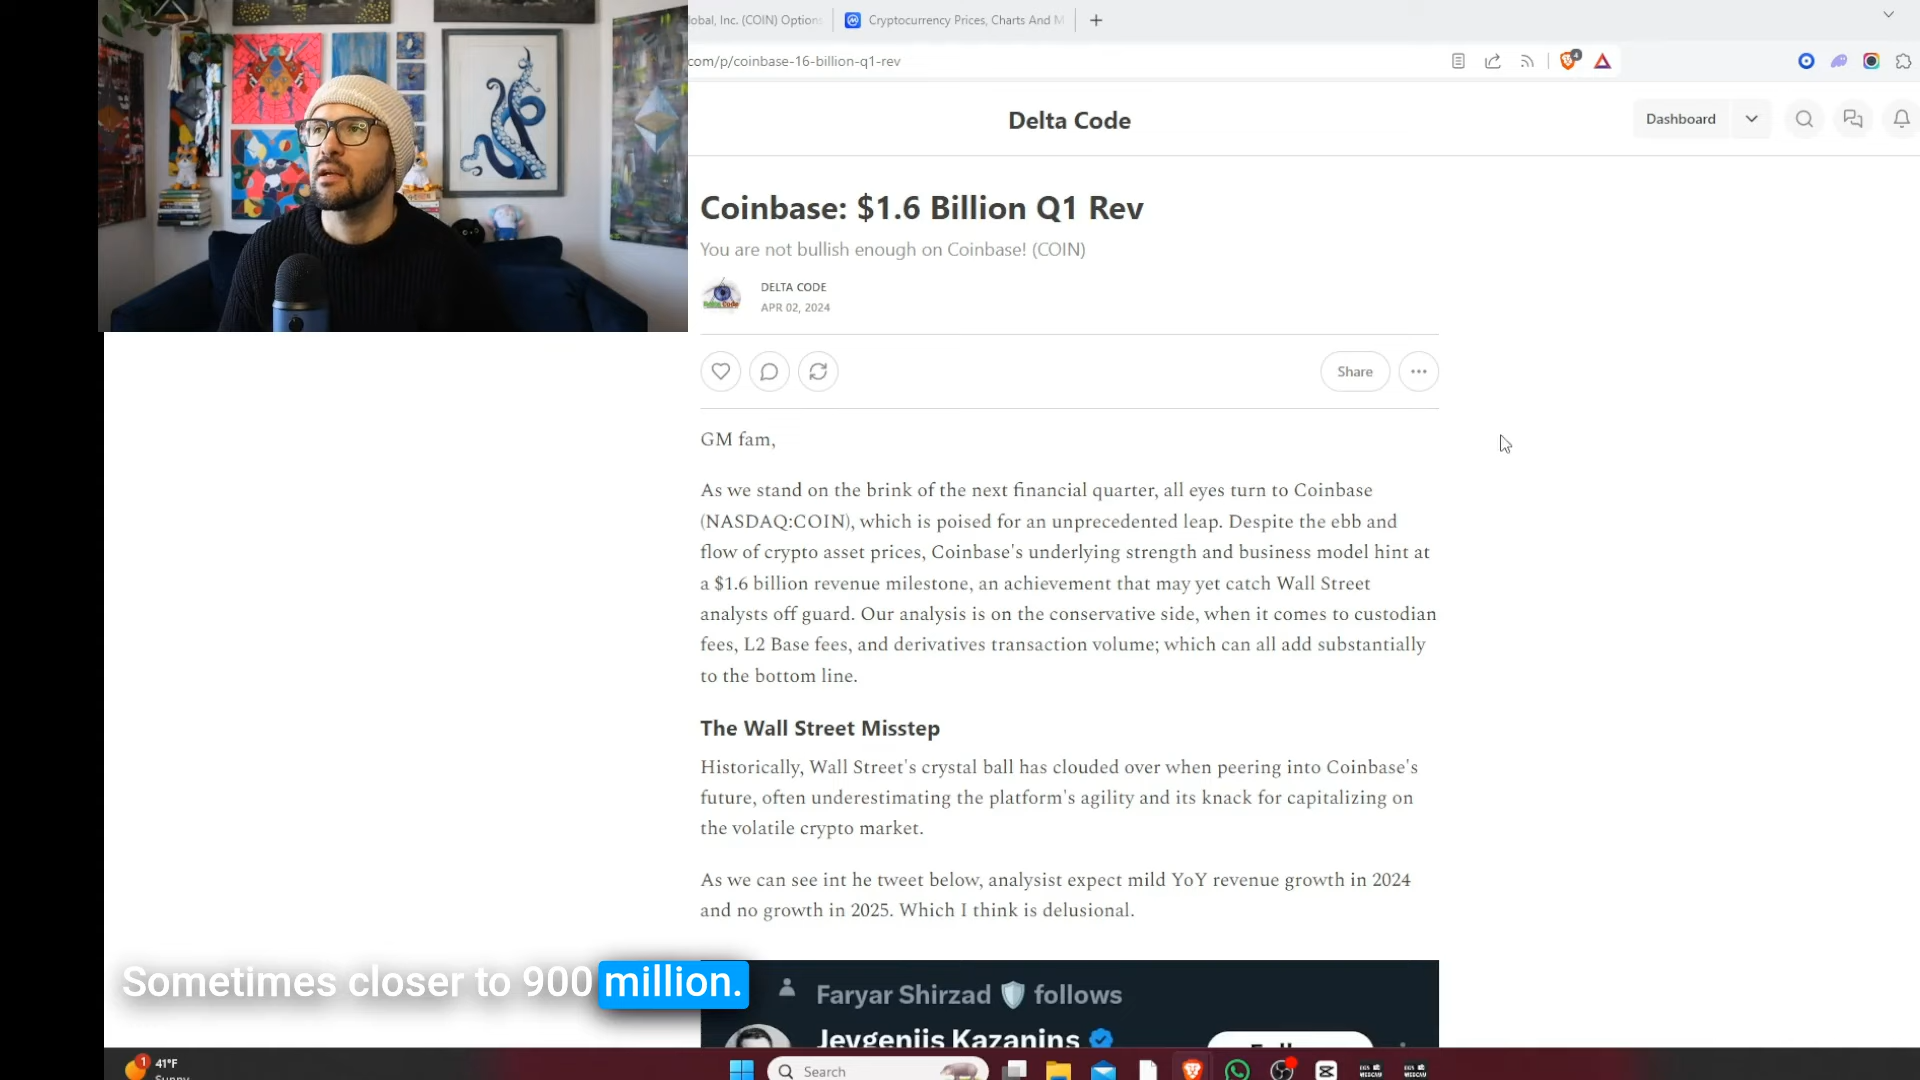 lobal, Inc. (COIN) Option
Cryptocurrency Prices, Charts And M
com/p/coinbase-16-billion-q1-rev
4
Delta Code
Dashboard
Coinbase: $1.6 Billion Q1 Rev
You are not bullish enough on Coinbase! (COIN)
DELTA CODE
APR 02, 2024
Share
GM fam,
As we stand on the brink of the next financial quarter, all eyes turn to Coinbase
(NASDAQ:COIN), which is poised for an unprecedented leap. Despite the ebb and
flow of crypto asset prices, Coinbase's underlying strength and business model hint at
a $1.6 billion revenue milestone, an achievement that may yet catch Wall Street
analysts off guard. Our analysis is on the conservative side, when it comes to custodian
fees, L2 Base fees, and derivatives transaction volume; which can all add substantially
to the bottom line.
The Wall Street Misstep
Historically, Wall Street's crystal ball has clouded over when peering into Coinbase's
future, often underestimating the platform's agility and its knack for capitalizing on
the volatile crypto market.
As we can see int he tweet below, analysist expect mild YoY revenue growth in 2024
and no growth in 2025. Which I think is delusional.
Sometimes closer to 900 million.
Faryar Shirzad follows
Jevgenijs Kazanins
1
41°F
Sunny
Search